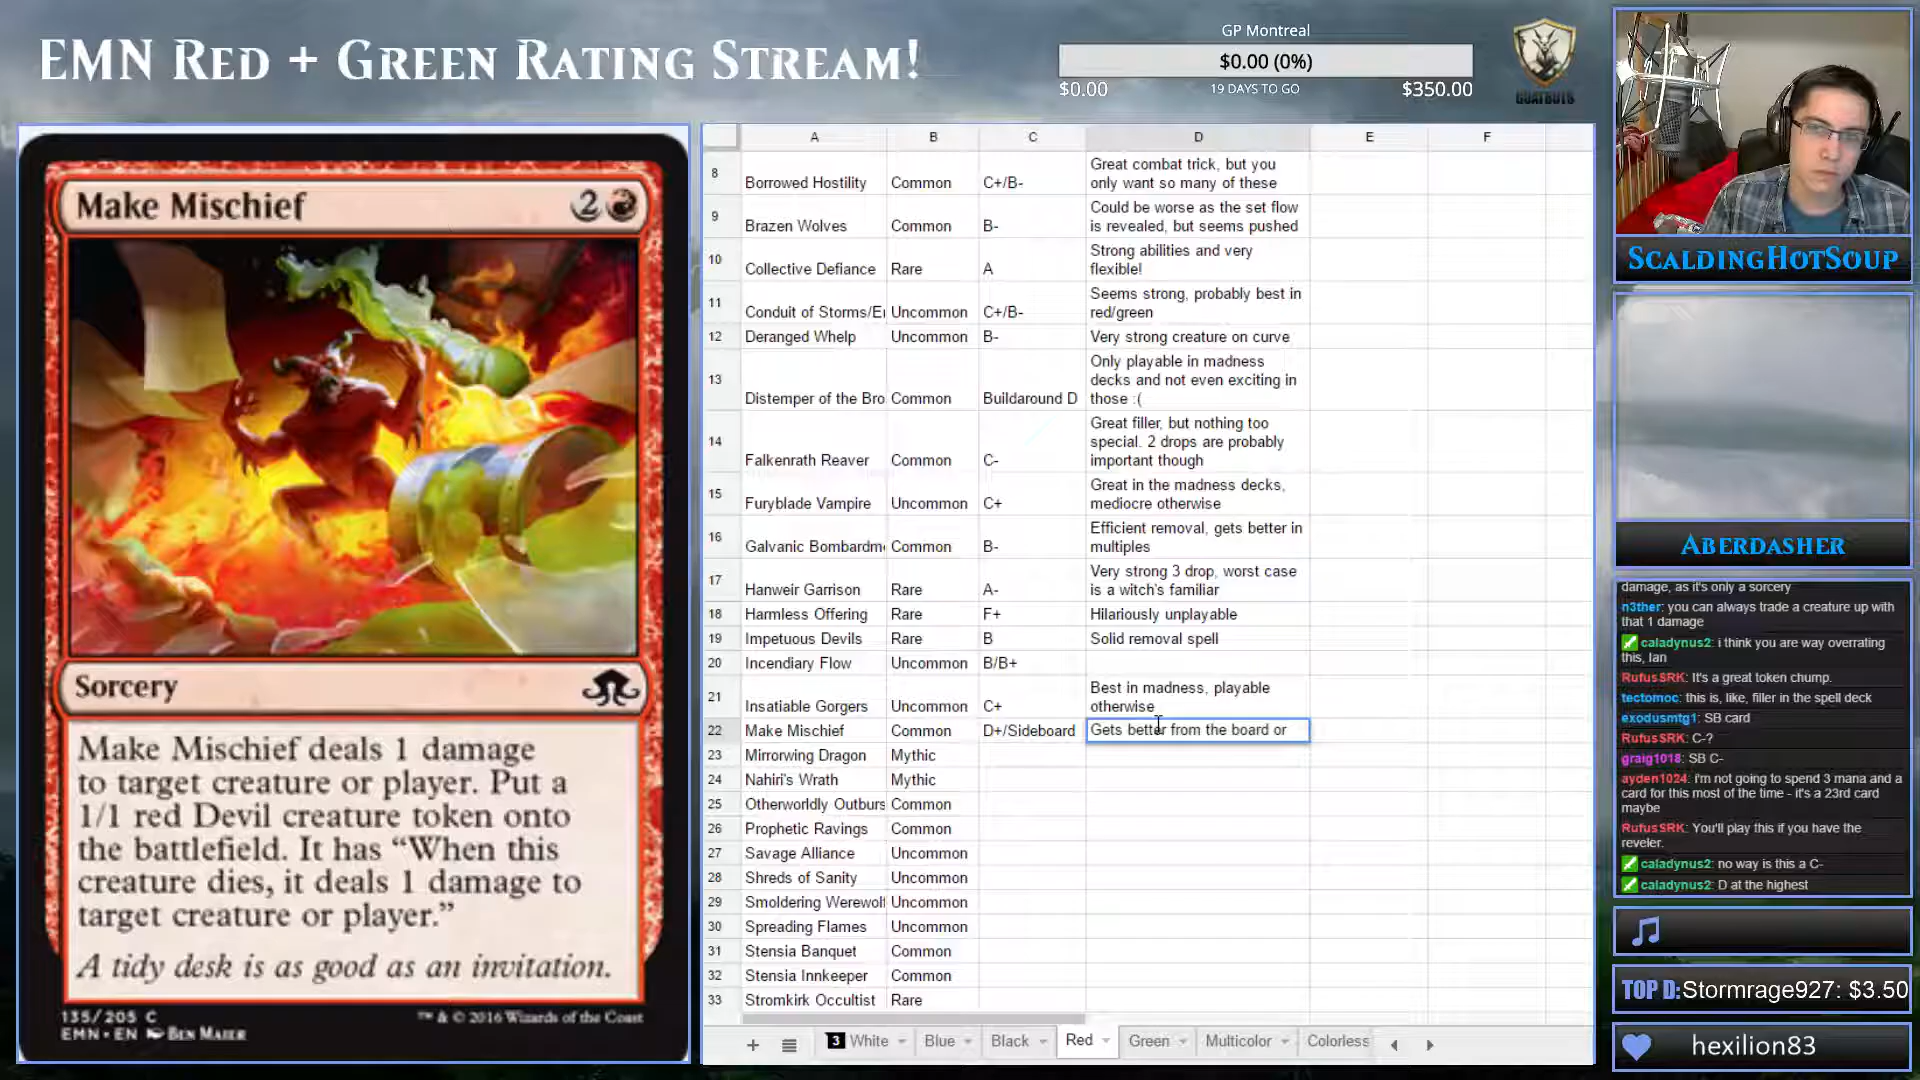 EMN Red + Green Rating Stream!
GP Montreal
$0.00 (0%)
$0.00 19 DAYS TO GO $350.00
GOATBOTS
Make Mischief 2
Sorcery
Make Mischief deals 1 damage
to target creature or player. Put a
1/1 red Devil creature token onto
the battlefield. It has “When this
creature dies, it deals 1 damage to
target creature or player.”
A tidy desk is as good as an invitation.
135/205 C
™ & © 2016 Wizards of the Coast
EMN • EN Ben Maier
A B C D E F
8 Borrowed Hostility Common C+/B- Great combat trick, but you
only want so many of these
9 Brazen Wolves Common B- Could be worse as the set flow
is revealed, but seems pushed
10 Collective Defiance Rare A Strong abilities and very
flexible!
11 Conduit of Storms/E Uncommon C+/B- Seems strong, probably best in
red/green
12 Deranged Whelp Uncommon B- Very strong creature on curve
13 Distemper of the Bro Common Buildaround D Only playable in madness
decks and not even exciting in
those :(
14 Falkenrath Reaver Common C- Great filler, but nothing too
special. 2 drops are probably
important though
15 Furyblade Vampire Uncommon C+ Great in the madness decks,
mediocre otherwise
16 Galvanic Bombardm Common B- Efficient removal, gets better in
multiples
17 Hanweir Garrison Rare A- Very strong 3 drop, worst case
is a witch's familiar
18 Harmless Offering Rare F+ Hilariously unplayable
19 Impetuous Devils Rare B Solid removal spell
20 Incendiary Flow Uncommon B/B+
21 Insatiable Gorgers Uncommon C+ Best in madness, playable
otherwise
22 Make Mischief Common D+/Sideboard Gets better from the board or
23 Mirrorwing Dragon Mythic
24 Nahiri's Wrath Mythic
25 Otherworldly Outburs Common
26 Prophetic Ravings Common
27 Savage Alliance Uncommon
28 Shreds of Sanity Uncommon
29 Smoldering Werewol Uncommon
30 Spreading Flames Uncommon
31 Stensia Banquet Common
32 Stensia Innkeeper Common
33 Stromkirk Occultist Rare
+ 3 White Blue Black Red Green Multicolor Colorless
ScaldingHotSoup
Aberdasher
damage, as it's only a sorcery
n3ther: you can always trade a creature up with
that 1 damage
caladynus2: i think you are way overrating
this, Ian
RufusSRK: It's a great token chump.
tectomoc: this is, like, filler in the spell deck
exodusmtg1: SB card
RufusSRK: C-?
graig1018: SB C-
ayden1024: i'm not going to spend 3 mana and a
card for this most of the time - it's a 23rd card
maybe
RufusSRK: You'll play this if you have the
reveler.
caladynus2: no way is this a C-
caladynus2: D at the highest
TOP D: Stormrage927: $3.50
hexilion83